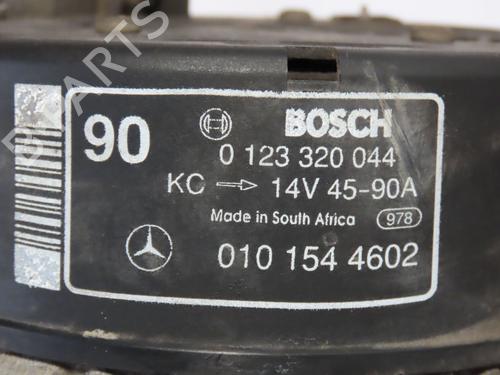 90
BOSCH
0 123 320 044
KC → 14V 45-90A
Made in South Africa 978
010 154 4602